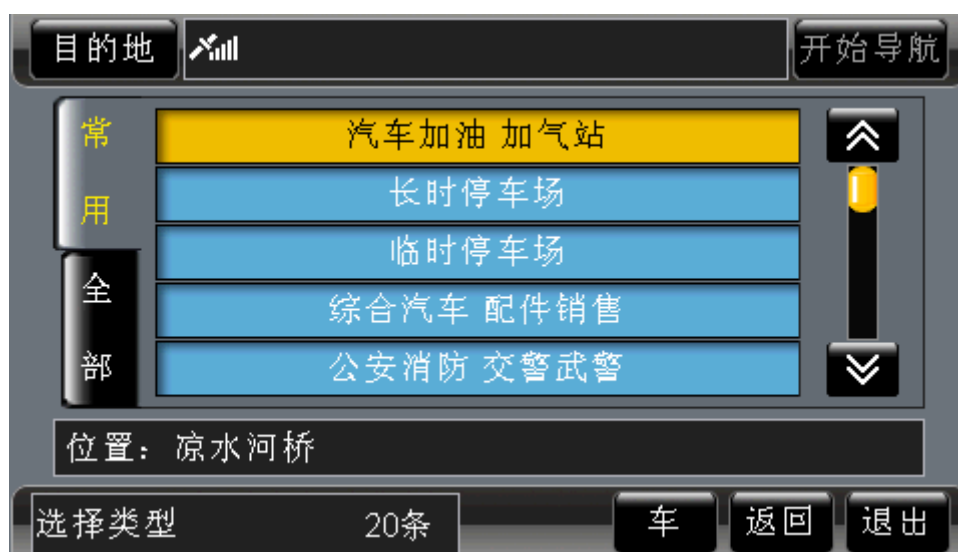 目的地
开始导航
常用
汽车加油 加气站
长时停车场
临时停车场
全部
综合汽车 配件销售
公安消防 交警武警
位置：凉水河桥
选择类型 20条
车 返回 退出